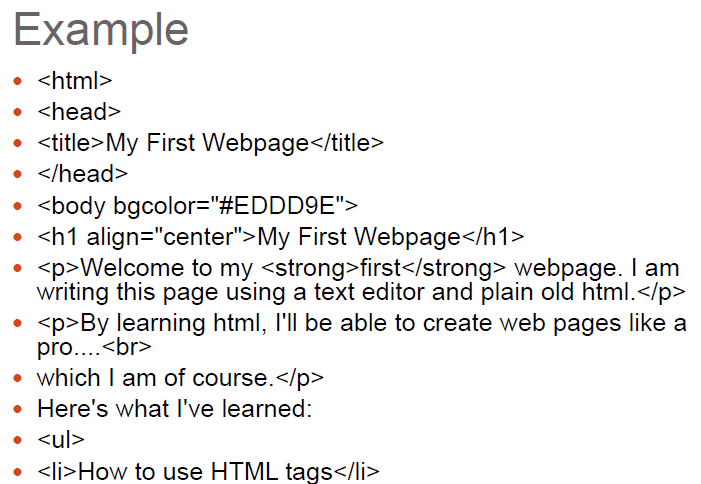 Example
• <html>
• <head>
• <title>My First Webpage</title>
• </head>
• <body bgcolor="#EDDD9E">
• <h1 align="center">My First Webpage</h1>
• <p>Welcome to my <strong>first</strong> webpage. I am
writing this page using a text editor and plain old html.</p>
• <p>By learning html, I'll be able to create web pages like a
pro....<br>
• which I am of course.</p>
• Here's what I've learned:
• <ul>
• <li>How to use HTML tags</li>